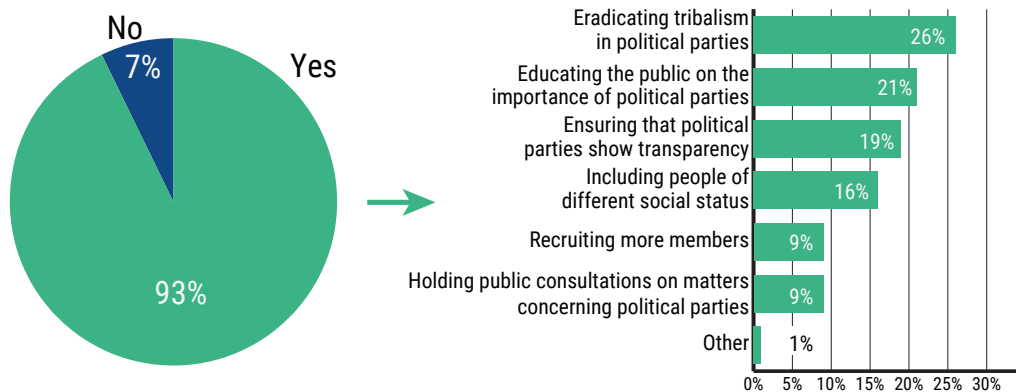 No
7%
Yes
93%
Eradicating tribalism
in political parties
26%
Educating the public on the
importance of political parties
21%
Ensuring that political
parties show transparency
19%
Including people of
different social status
16%
Recruiting more members
9%
Holding public consultations on matters
concerning political parties
9%
Other
1%
0% 5% 10% 15% 20% 25% 30%